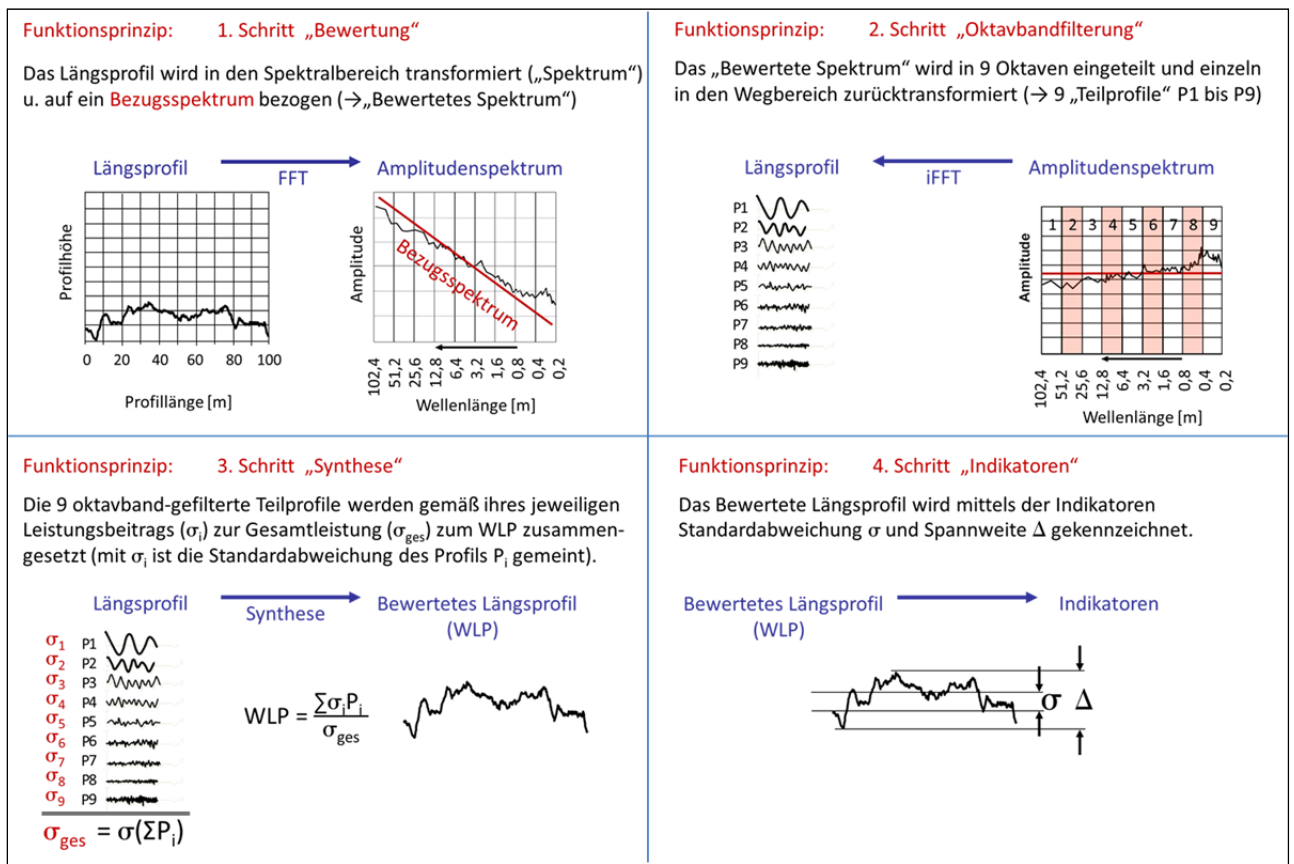 Funktionsprinzip: 1. Schritt „Bewertung“
Das Längsprofil wird in den Spektralbereich transformiert („Spektrum“)
u. auf ein Bezugsspektrum bezogen (→„Bewertetes Spektrum“)
Längsprofil
FFT
Amplitudenspektrum
Profilhöhe
0 20 40 60 80 100
Profillänge [m]
Amplitude
Bezugsspektrum
102,4 51,2 25,6 12,8 6,4 3,2 1,6 0,8 0,4 0,2
Wellenlänge [m]
Funktionsprinzip: 2. Schritt „Oktavbandfilterung“
Das „Bewertete Spektrum“ wird in 9 Oktaven eingeteilt und einzeln
in den Wegbereich zurücktransformiert (→ 9 „Teilprofile“ P1 bis P9)
Längsprofil
iFFT
Amplitudenspektrum
P1
P2
P3
P4
P5
P6
P7
P8
P9
Amplitude
1 2 3 4 5 6 7 8 9
102,4 51,2 25,6 12,8 6,4 3,2 1,6 0,8 0,4 0,2
Wellenlänge [m]
Funktionsprinzip: 3. Schritt „Synthese“
Die 9 oktavband-gefilterte Teilprofile werden gemäß ihres jeweiligen
Leistungsbeitrags (σi) zur Gesamtleistung (σges) zum WLP zusammen-
gesetzt (mit σi ist die Standardabweichung des Profils Pi gemeint).
Längsprofil
Synthese
Bewertetes Längsprofil
(WLP)
σ1 P1
σ2 P2
σ3 P3
σ4 P4
σ5 P5
σ6 P6
σ7 P7
σ8 P8
σ9 P9
σges = σ(ΣPi)
WLP = ΣσiPi
σges
Funktionsprinzip: 4. Schritt „Indikatoren“
Das Bewertete Längsprofil wird mittels der Indikatoren
Standardabweichung σ und Spannweite Δ gekennzeichnet.
Bewertetes Längsprofil
(WLP)
Indikatoren
σ Δ